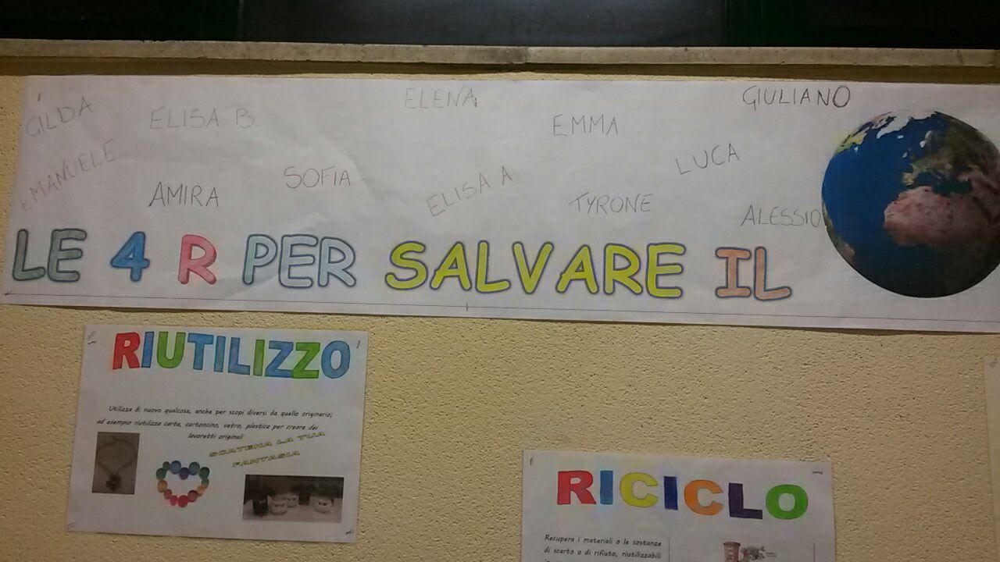 GILDA
ELISA B.
ELENA
EMMA
GIULIANO
EMANUELE
AMIRA
SOFIA
ELISA A
TYRONE
LUCA
ALESSIO
LE 4 R PER SALVARE IL
RIUTILIZZO
Utilizza di nuovo qualcosa, anche per scopi diversi da quello originario;
ad esempio riutilizza carta, cartoncino, vetro, plastica per creare dei
lavoretti originali
SCATENA LA TUA
FANTASIA
RICICLO
Recupera i materiali o le sostanze
di scarto o di rifiuto, riutilizzabili